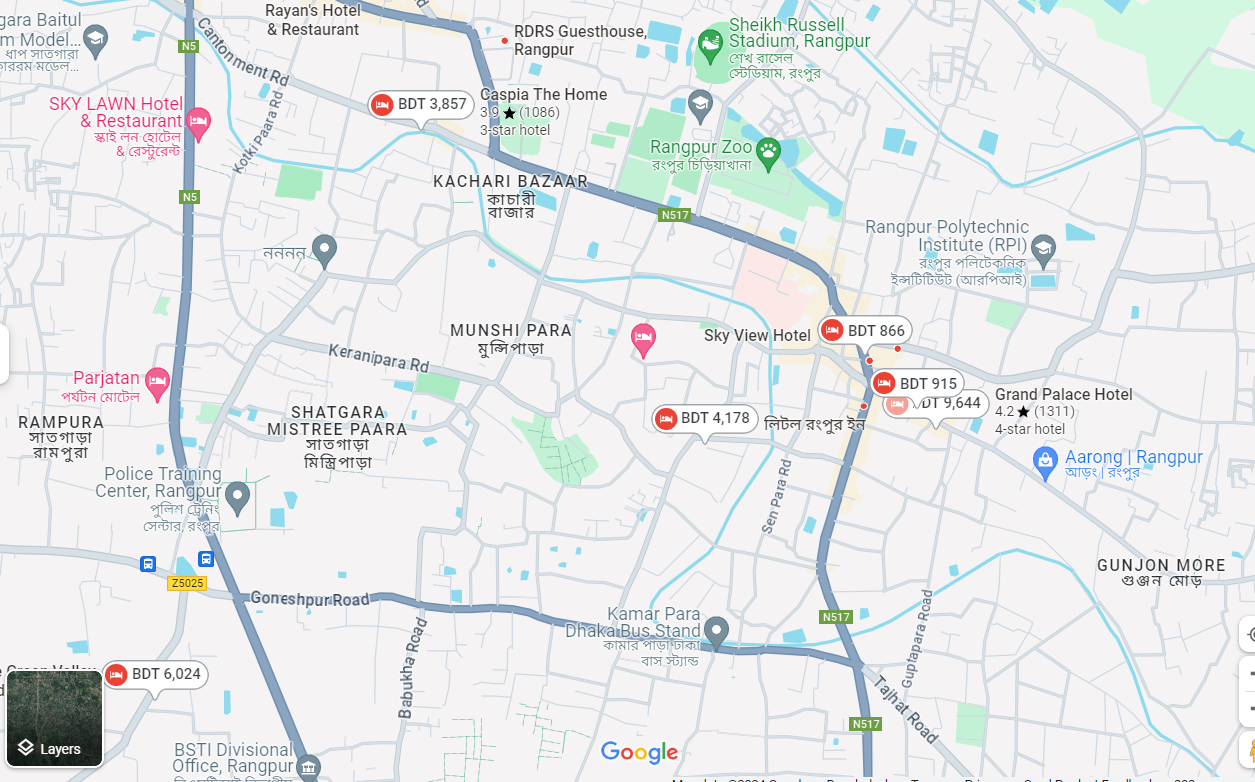 Rayan's Hotel
& Restaurant
RDRS Guesthouse,
Rangpur
Sheikh Russell
Stadium, Rangpur
শেখ রাসেল
স্টেডিয়াম, রংপুর
gara Baitul
m Model...
ধাপ সাতগারা
N5
Cantonment Rd
SKY LAWN Hotel
& Restaurant
স্কাই লন হোটেল
& রেস্টুরেন্ট
Kotki Paara Rd
BDT 3,857
Caspia The Home
3.9 ★ (1086)
3-star hotel
Rangpur Zoo
রংপুর চিড়িয়াখানা
KACHARI BAZAAR
কাচারী
বাজার
N5
N517
Rangpur Polytechnic
Institute (RPI)
রংপুর পলিটেকনিক
ইন্সটিটিউট (আরপিআই)
ননননন
MUNSHI PARA
মুন্সিপাড়া
Sky View Hotel
BDT 866
Keranipara Rd
Parjatan
পর্যটন মোটেল
BDT 915
BDT 9,644
Grand Palace Hotel
4.2 ★ (1311)
4-star hotel
BDT 4,178
লিটল রংপুর ইন
RAMPURA
সাতগাড়া
রামপুরা
SHATGARA
MISTREE PAARA
সাতগাড়া
মিস্ত্রিপাড়া
Aarong | Rangpur
আড়ং | রংপুর
Police Training
Center, Rangpur
পুলিশ ট্রেনিং
সেন্টার, রংপুর
Sen Para Rd
GUNJON MORE
গুঞ্জন মোড়
Z5025
Goneshpur Road
Kamar Para
Dhaka Bus Stand
কামার পাড়া ঢাকা
বাস স্ট্যান্ড
N517
Guptapara Road
Babukha Road
BDT 6,024
Tajhat Road
N517
Layers
BSTI Divisional
Office, Rangpur
Google